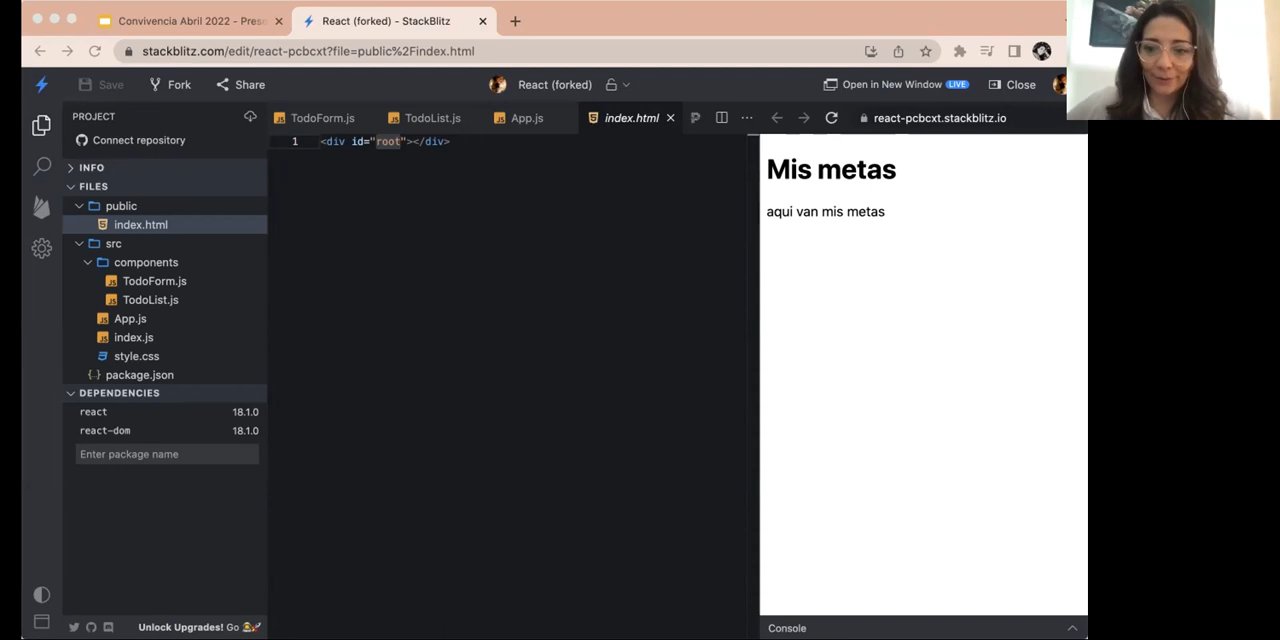 Convivencia Abril 2022 - Preso
React (forked) - StackBlitz
stackblitz.com/edit/react-pcbcxt?file=public%2Findex.html
Save
Fork
Share
React (forked)
Open in New Window LIVE
Close
PROJECT
Connect repository
INFO
FILES
public
index.html
src
components
TodoForm.js
TodoList.js
App.js
index.js
style.css
package.json
DEPENDENCIES
react 18.1.0
react-dom 18.1.0
Enter package name
Unlock Upgrades! Go
TodoForm.js
TodoList.js
App.js
index.html
1 <div id="root"></div>
react-pcbcxt.stackblitz.io
Mis metas
aqui van mis metas
Console